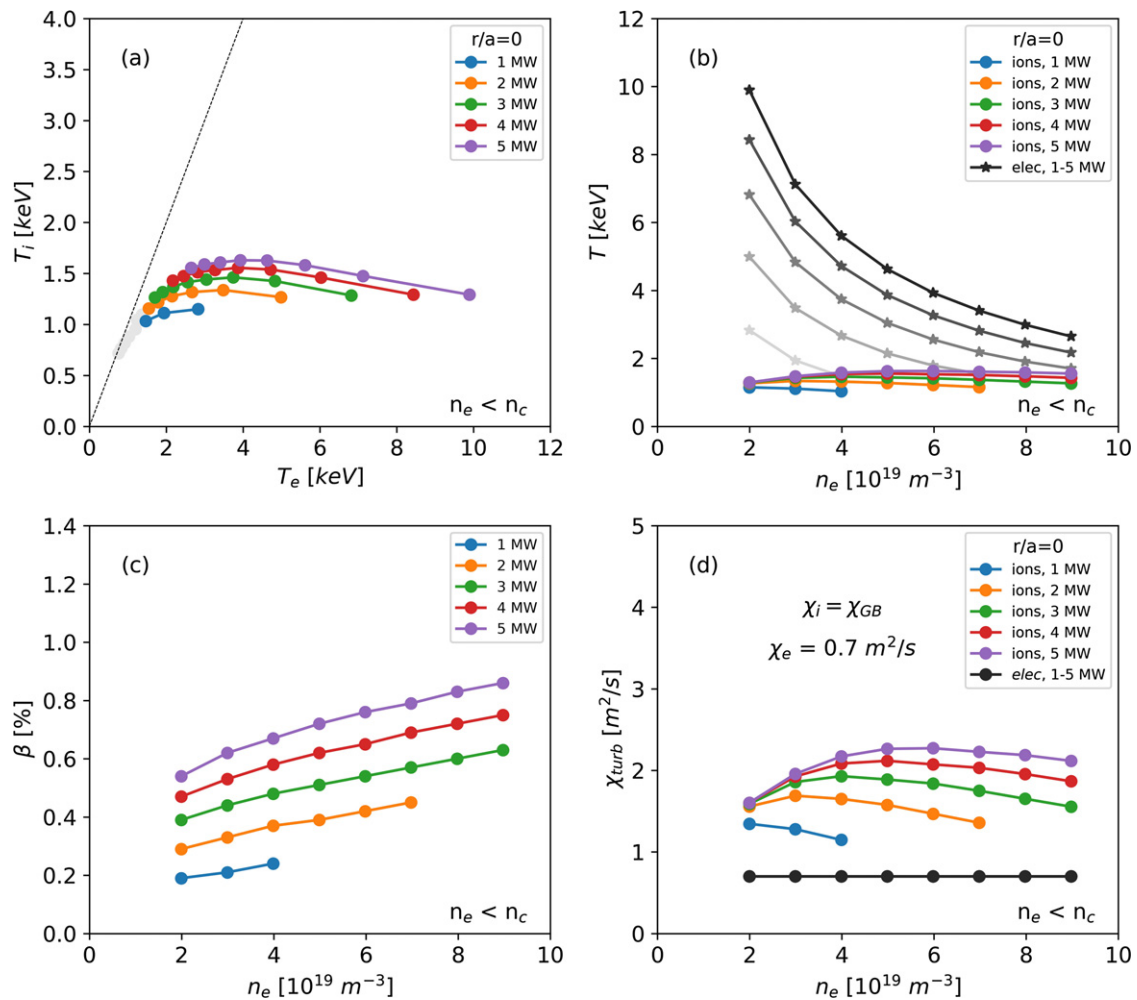 (a)
r/a=0
1 MW
2 MW
3 MW
4 MW
5 MW
n_e < n_c
T_i [keV]
0.0
0.5
1.0
1.5
2.0
2.5
3.0
3.5
4.0
0 2 4 6 8 10 12
T_e [keV]
(b)
r/a=0
ions, 1 MW
ions, 2 MW
ions, 3 MW
ions, 4 MW
ions, 5 MW
elec, 1-5 MW
n_e < n_c
T [keV]
0
2
4
6
8
10
12
0 2 4 6 8 10
n_e [10^19 m^−3]
(c)
1 MW
2 MW
3 MW
4 MW
5 MW
n_e < n_c
β [%]
0.0
0.2
0.4
0.6
0.8
1.0
1.2
1.4
0 2 4 6 8 10
n_e [10^19 m^−3]
(d)
r/a=0
ions, 1 MW
ions, 2 MW
ions, 3 MW
ions, 4 MW
ions, 5 MW
elec, 1-5 MW
χ_i = χ_GB
χ_e = 0.7 m^2/s
n_e < n_c
χ_turb [m^2/s]
0
1
2
3
4
5
0 2 4 6 8 10
n_e [10^19 m^−3]